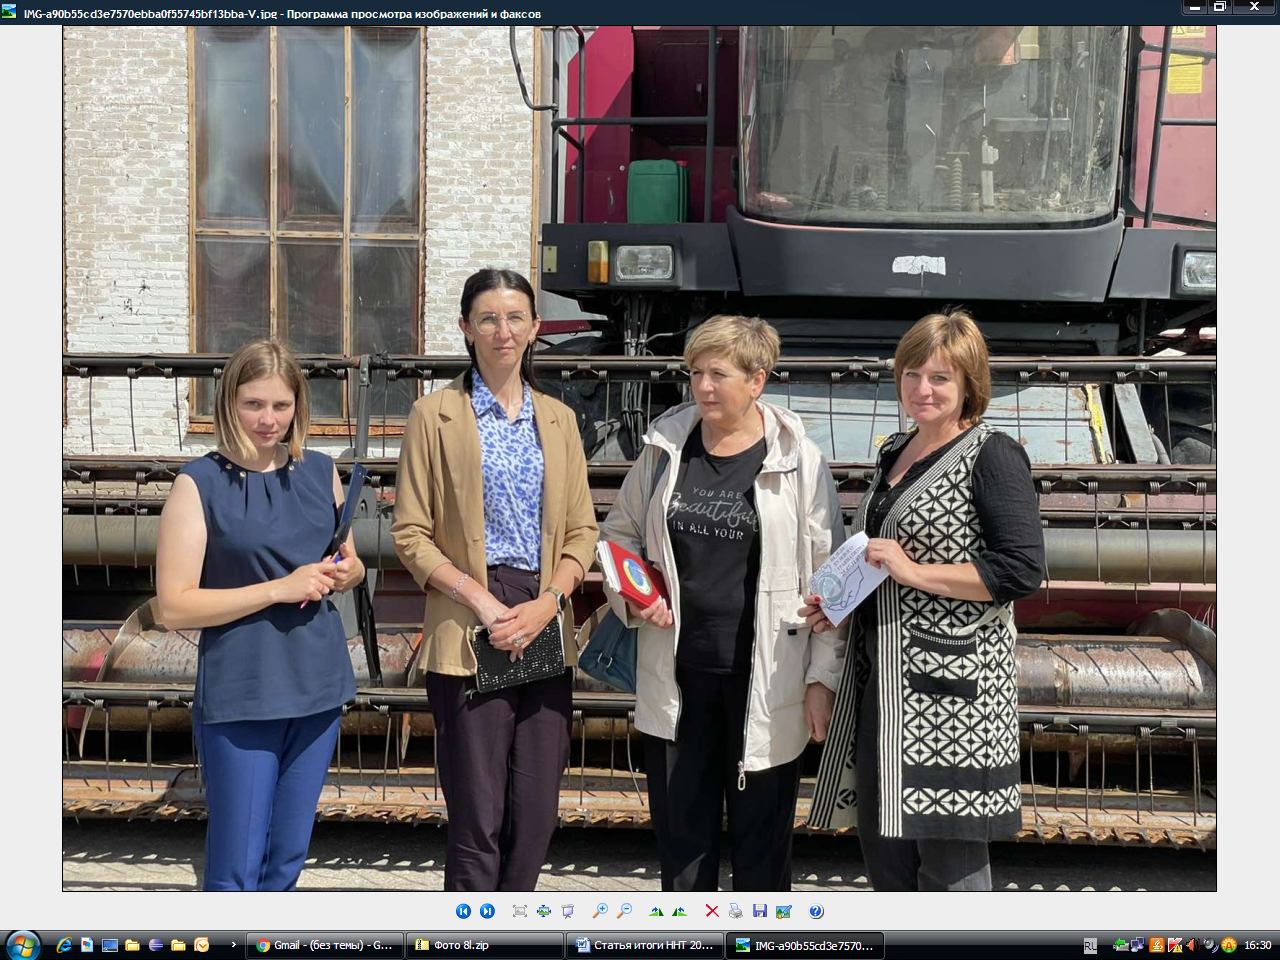 IMG-a90b55cd3e7570ebba0f55745bf13bba-V.jpg - Программа просмотра изображений и факсов
YOU ARE
Beautiful
IN ALL YOUR
Gmail - (без темы) - G...
Фото 8l.zip
Статья итоги ННТ 20...
IMG-a90b55cd3e7570...
RU
16:30